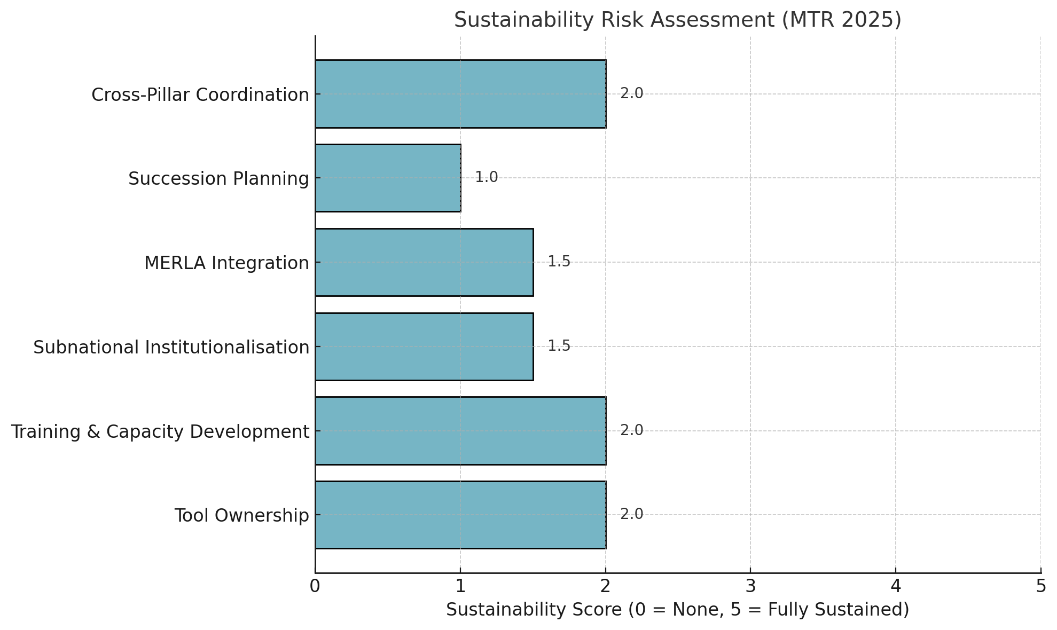 Sustainability Risk Assessment (MTR 2025)
Cross-Pillar Coordination
2.0
Succession Planning
1.0
MERLA Integration
1.5
Subnational Institutionalisation
1.5
Training & Capacity Development
2.0
Tool Ownership
2.0
0 1 2 3 4 5
Sustainability Score (0 = None, 5 = Fully Sustained)